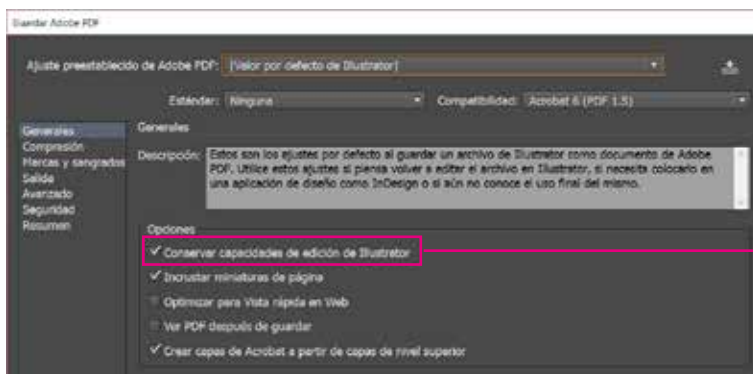 Guardar Adobe PDF
Ajuste preestablecido de Adobe PDF: [Valor por defecto de Illustrator]
Estándar: Ninguna Compatibilidad: Acrobat 6 (PDF 1.5)
Generales
Compresión
Marcas y sangrados
Salida
Avanzado
Seguridad
Resumen
Generales
Descripción: Estos son los ajustes por defecto al guardar un archivo de Illustrator como documento de Adobe
PDF. Utilice estos ajustes si piensa volver a editar el archivo en Illustrator, si necesita colocarlo en
una aplicación de diseño como InDesign o si aún no conoce el uso final del mismo.
Opciones
Conservar capacidades de edición de Illustrator
Incrustar miniaturas de página
Optimizar para Vista rápida en Web
Ver PDF después de guardar
Crear capas de Acrobat a partir de capas de nivel superior